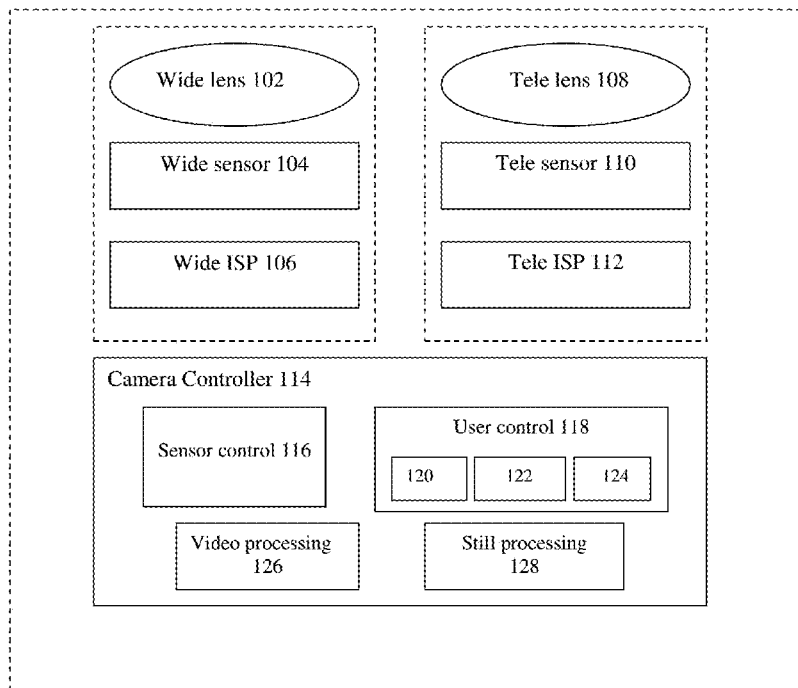 Wide lens 102
Tele lens 108
Wide sensor 104
Tele sensor 110
Wide ISP 106
Tele ISP 112
Camera Controller 114
Sensor control 116
User control 118
120
122
124
Video processing
126
Still processing
128